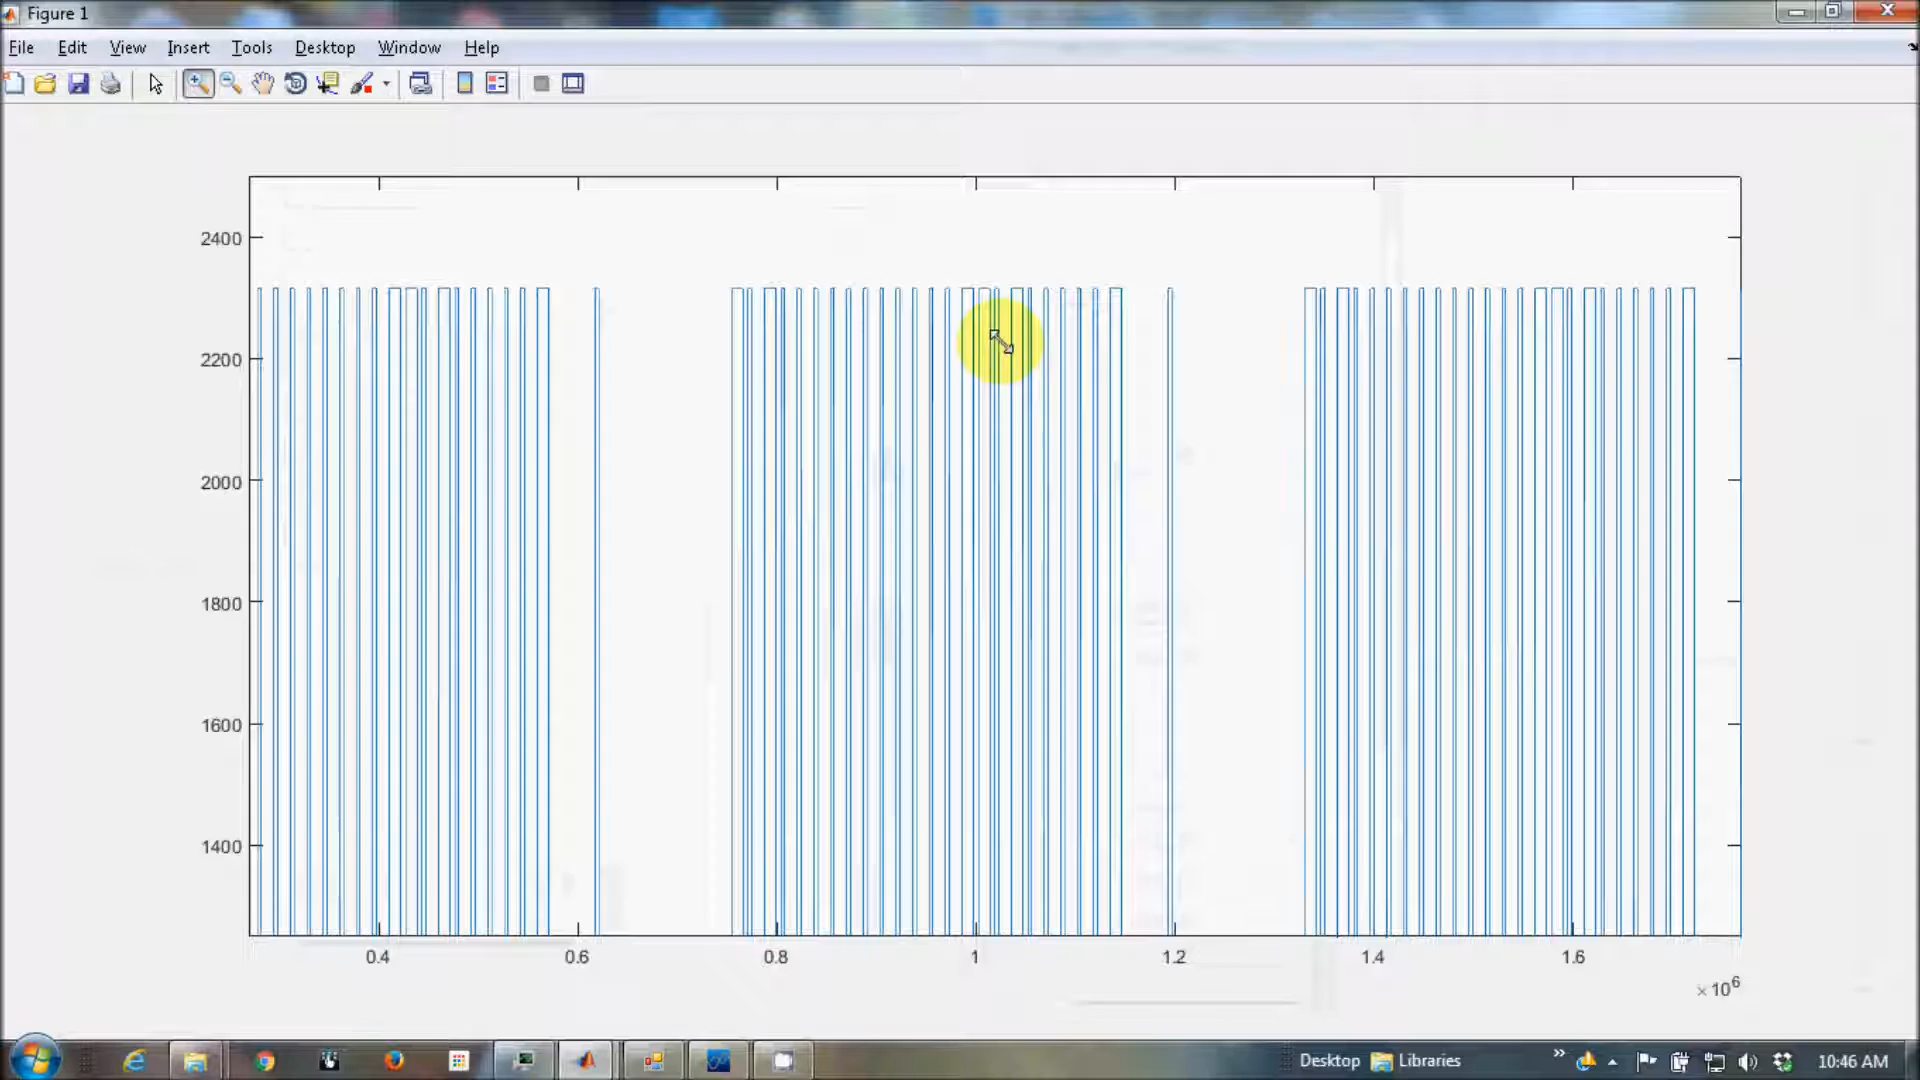 Figure 1
File Edit View Insert Tools Desktop Window Help
2400
2200
2000
1800
1600
1400
0.4 0.6 0.8 1 1.2 1.4 1.6
× 10⁶
Desktop Libraries » 10:46 AM